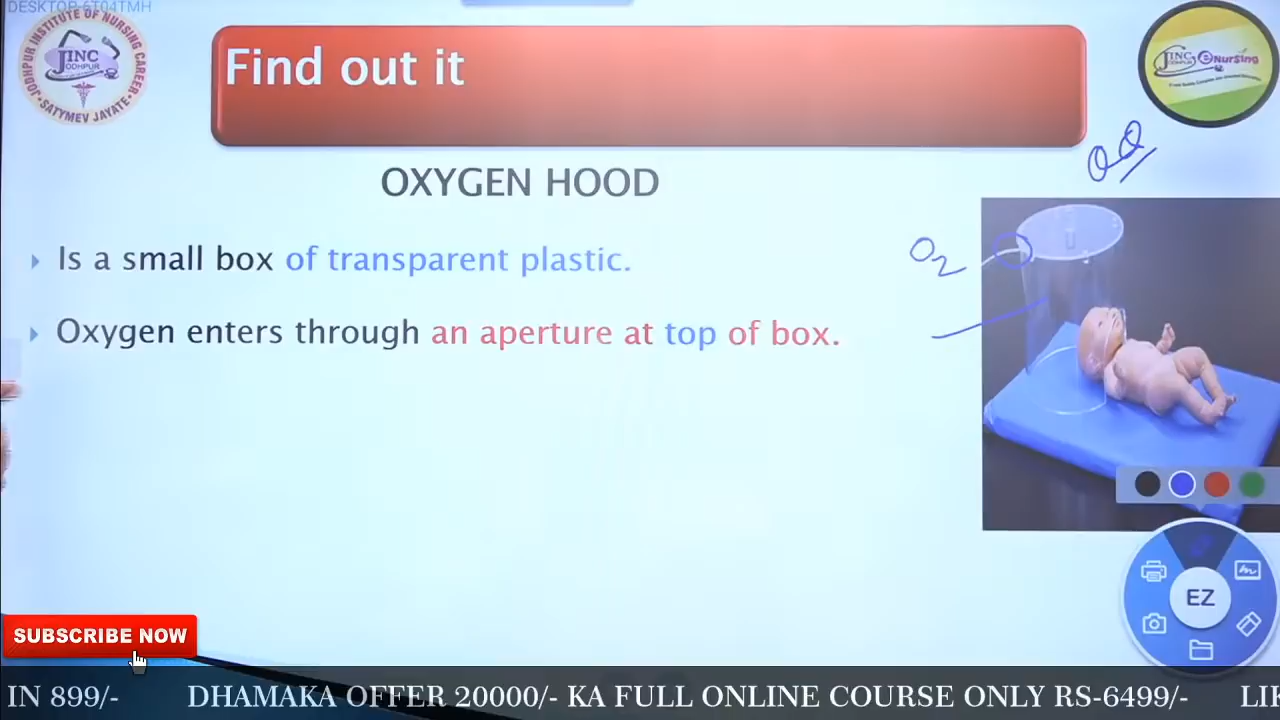 DESKTOP-6T04TMH
JODHPUR INSTITUTE OF NURSING CAREER
JINC
JODHPUR
SATYMEV JAYATE
Find out it
JINC eNursing
OXYGEN HOOD
Is a small box of transparent plastic.
O2
Oxygen enters through an aperture at top of box.
EZ
SUBSCRIBE NOW
IN 899/- DHAMAKA OFFER 20000/- KA FULL ONLINE COURSE ONLY RS-6499/- LIK